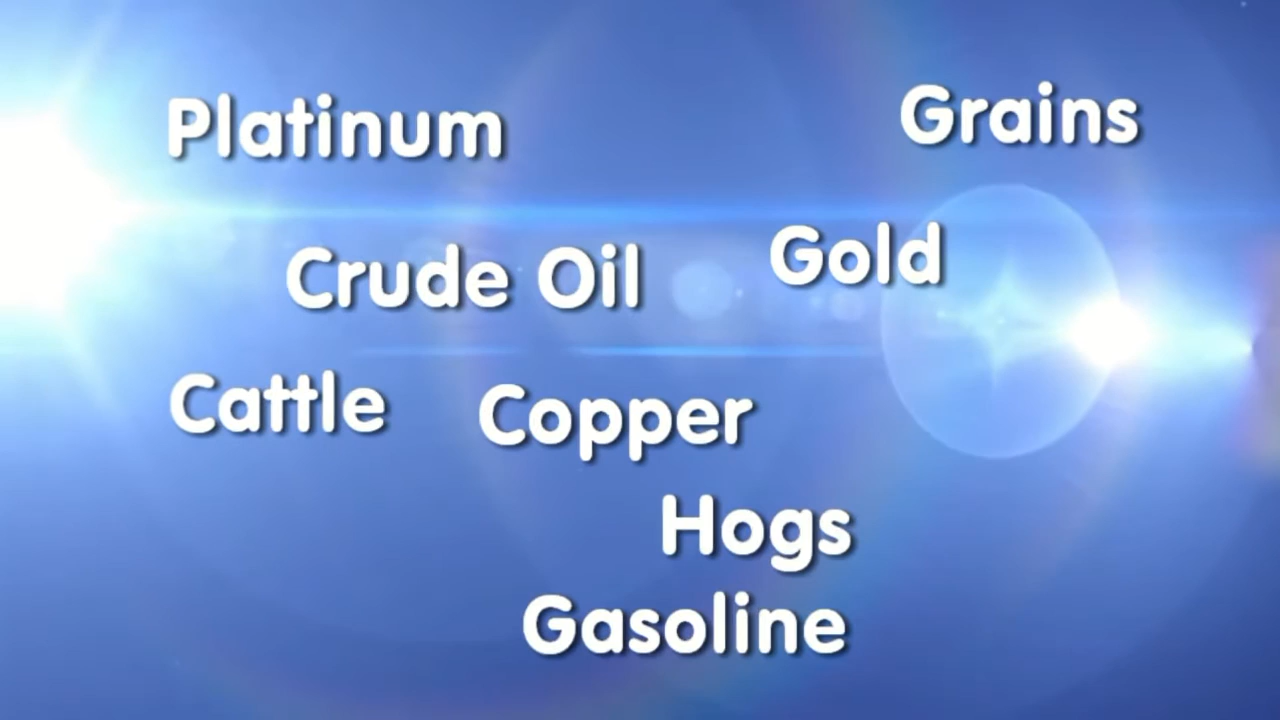 Platinum
Grains
Crude Oil
Gold
Cattle
Copper
Hogs
Gasoline